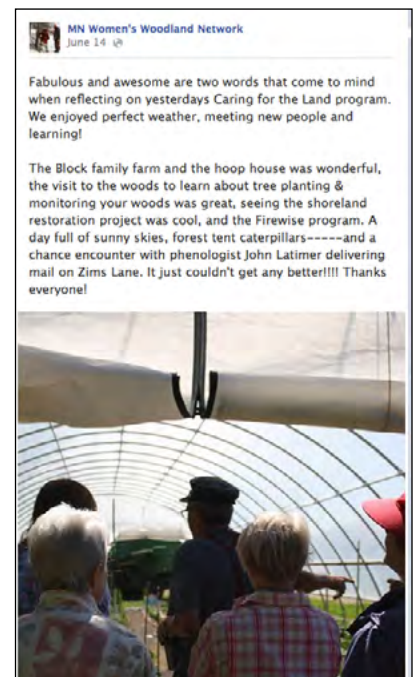 MN Women's Woodland Network
June 14
Fabulous and awesome are two words that come to mind
when reflecting on yesterdays Caring for the Land program.
We enjoyed perfect weather, meeting new people and
learning!
The Block family farm and the hoop house was wonderful,
the visit to the woods to learn about tree planting &
monitoring your woods was great, seeing the shoreland
restoration project was cool, and the Firewise program. A
day full of sunny skies, forest tent caterpillars-----and a
chance encounter with phenologist John Latimer delivering
mail on Zims Lane. It just couldn't get any better!!!! Thanks
everyone!